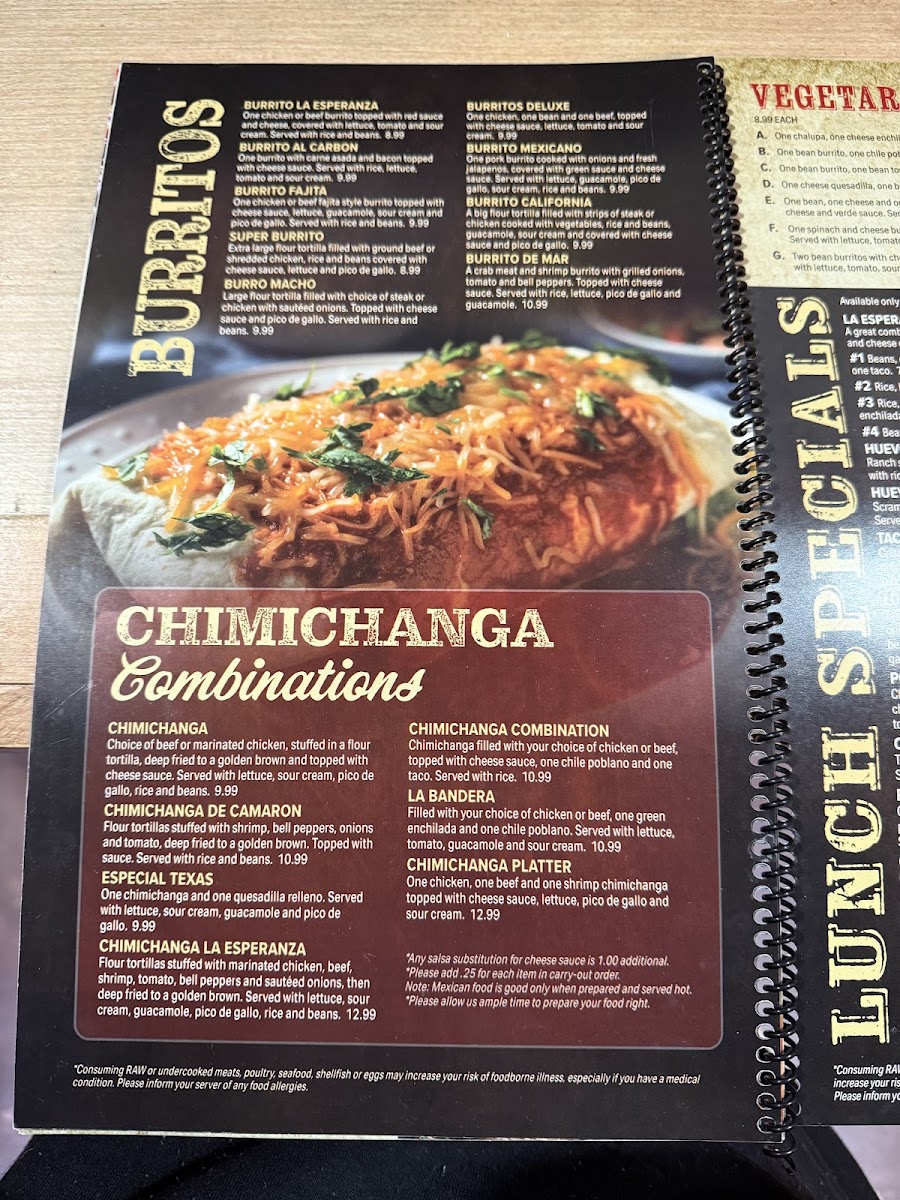 BURRITOS
BURRITO LA ESPERANZA
One chicken or beef burrito topped with red sauce
and cheese, covered with lettuce, tomato and sour
cream. Served with rice and beans. 8.99
BURRITO AL CARBON
One burrito with carne asada and bacon topped
with cheese sauce. Served with rice, lettuce,
tomato and sour cream. 9.99
BURRITO FAJITA
One chicken or beef fajita style burrito topped with
cheese sauce, lettuce, guacamole, sour cream and
pico de gallo. Served with rice and beans. 9.99
SUPER BURRITO
Extra large flour tortilla filled with ground beef or
shredded chicken, rice and beans covered with
cheese sauce, lettuce and pico de gallo. 8.99
BURRO MACHO
Large flour tortilla filled with choice of steak or
chicken with sautéed onions. Topped with cheese
sauce and pico de gallo. Served with rice and
beans. 9.99
BURRITOS DELUXE
One chicken, one bean and one beef, topped
with cheese sauce, lettuce, tomato and sour
cream. 9.99
BURRITO MEXICANO
One pork burrito cooked with onions and fresh
jalapenos, covered with green sauce and cheese
sauce. Served with lettuce, guacamole, pico de
gallo, sour cream, rice and beans. 9.99
BURRITO CALIFORNIA
A big flour tortilla filled with strips of steak or
chicken cooked with vegetables, rice and beans,
guacamole, sour cream and covered with cheese
sauce and pico de gallo. 9.99
BURRITO DE MAR
A crab meat and shrimp burrito with grilled onions,
tomato and bell peppers. Topped with cheese
sauce. Served with rice, lettuce, pico de gallo and
guacamole. 10.99
CHIMICHANGA
Combinations
CHIMICHANGA
Choice of beef or marinated chicken, stuffed in a flour
tortilla, deep fried to a golden brown and topped with
cheese sauce. Served with lettuce, sour cream, pico de
gallo, rice and beans. 9.99
CHIMICHANGA DE CAMARON
Flour tortillas stuffed with shrimp, bell peppers, onions
and tomato, deep fried to a golden brown. Topped with
sauce. Served with rice and beans. 10.99
ESPECIAL TEXAS
One chimichanga and one quesadilla relleno. Served
with lettuce, sour cream, guacamole and pico de
gallo. 9.99
CHIMICHANGA LA ESPERANZA
Flour tortillas stuffed with marinated chicken, beef,
shrimp, tomato, bell peppers and sautéed onions, then
deep fried to a golden brown. Served with lettuce, sour
cream, guacamole, pico de gallo, rice and beans. 12.99
CHIMICHANGA COMBINATION
Chimichanga filled with your choice of chicken or beef,
topped with cheese sauce, one chile poblano and one
taco. Served with rice. 10.99
LA BANDERA
Filled with your choice of chicken or beef, one green
enchilada and one chile poblano. Served with lettuce,
tomato, guacamole and sour cream. 10.99
CHIMICHANGA PLATTER
One chicken, one beef and one shrimp chimichanga
topped with cheese sauce, lettuce, pico de gallo and
sour cream. 12.99
*Any salsa substitution for cheese sauce is 1.00 additional.
*Please add .25 for each item in carry-out order.
Note: Mexican food is good only when prepared and served hot.
*Please allow us ample time to prepare your food right.
*Consuming RAW or undercooked meats, poultry, seafood, shellfish or eggs may increase your risk of foodborne illness, especially if you have a medical
condition. Please inform your server of any food allergies.
VEGETAR
8.99 EACH
A. One chalupa, one cheese enchil
B. One bean burrito, one chile pob
C. One bean burrito, one bean to
D. One cheese quesadilla, one b
E. One bean, one cheese and o
cheese and verde sauce. Ser
F. One spinach and cheese bu
Served with lettuce, tomat
G. Two bean burritos with ch
with lettuce, tomato, sour
LUNCH SPECIALS
Available only
LA ESPERA
A great comb
and cheese
#1 Beans,
one taco. 7
#2 Rice,
#3 Rice,
enchilada
#4 Bea
HUEV
Ranch s
with ric
HUE
Scram
Serve
TAC
*Consuming RA
increase your ris
Please inform yo